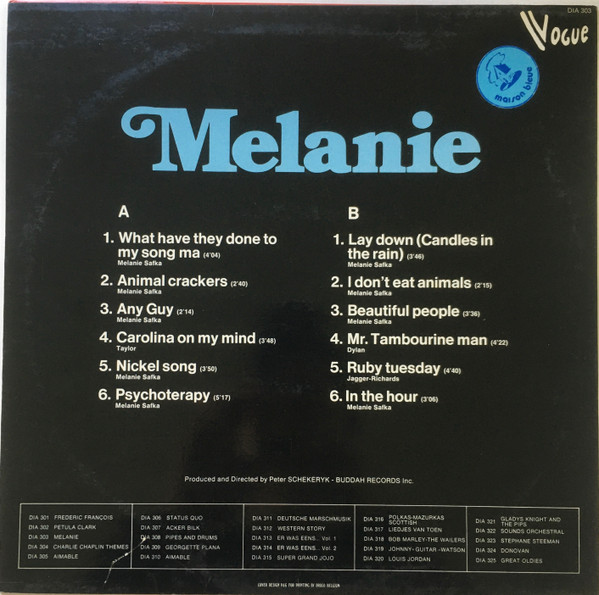 DIA 303
VOGUE
maison bleue
Melanie
A
1. What have they done to
my song ma (4'04)
Melanie Safka
2. Animal crackers (2'40)
Melanie Safka
3. Any Guy (2'14)
Melanie Safka
4. Carolina on my mind (3'48)
Taylor
5. Nickel song (3'50)
Melanie Safka
6. Psychoterapy (5'17)
Melanie Safka
B
1. Lay down (Candles in
the rain) (3'46)
Melanie Safka
2. I don't eat animals (2'15)
Melanie Safka
3. Beautiful people (3'36)
Melanie Safka
4. Mr. Tambourine man (4'22)
Dylan
5. Ruby tuesday (4'40)
Jagger-Richards
6. In the hour (3'06)
Melanie Safka
Produced and Directed by Peter SCHEKERYK - BUDDAH RECORDS Inc.
DIA 301 FREDERIC FRANÇOIS
DIA 302 PETULA CLARK
DIA 303 MELANIE
DIA 304 CHARLIE CHAPLIN THEMES
DIA 305 AIMABLE
DIA 306 STATUS QUO
DIA 307 ACKER BILK
DIA 308 PIPES AND DRUMS
DIA 309 GEORGETTE PLANA
DIA 310 AIMABLE
DIA 311 DEUTSCHE MARSCHMUSIK
DIA 312 WESTERN STORY
DIA 313 ER WAS EENS... Vol. 1
DIA 314 ER WAS EENS... Vol. 2
DIA 315 SUPER GRAND JOJO
DIA 316 POLKAS-MAZURKAS
SCOTTISH
DIA 317 LIEDJES VAN TOEN
DIA 318 BOB MARLEY-THE WAILERS
DIA 319 JOHNNY-GUITAR-WATSON
DIA 320 LOUIS JORDAN
DIA 321 GLADYS KNIGHT AND
THE PIPS
DIA 322 SOUNDS ORCHESTRAL
DIA 323 STEPHANE STEEMAN
DIA 324 DONOVAN
DIA 325 GREAT OLDIES